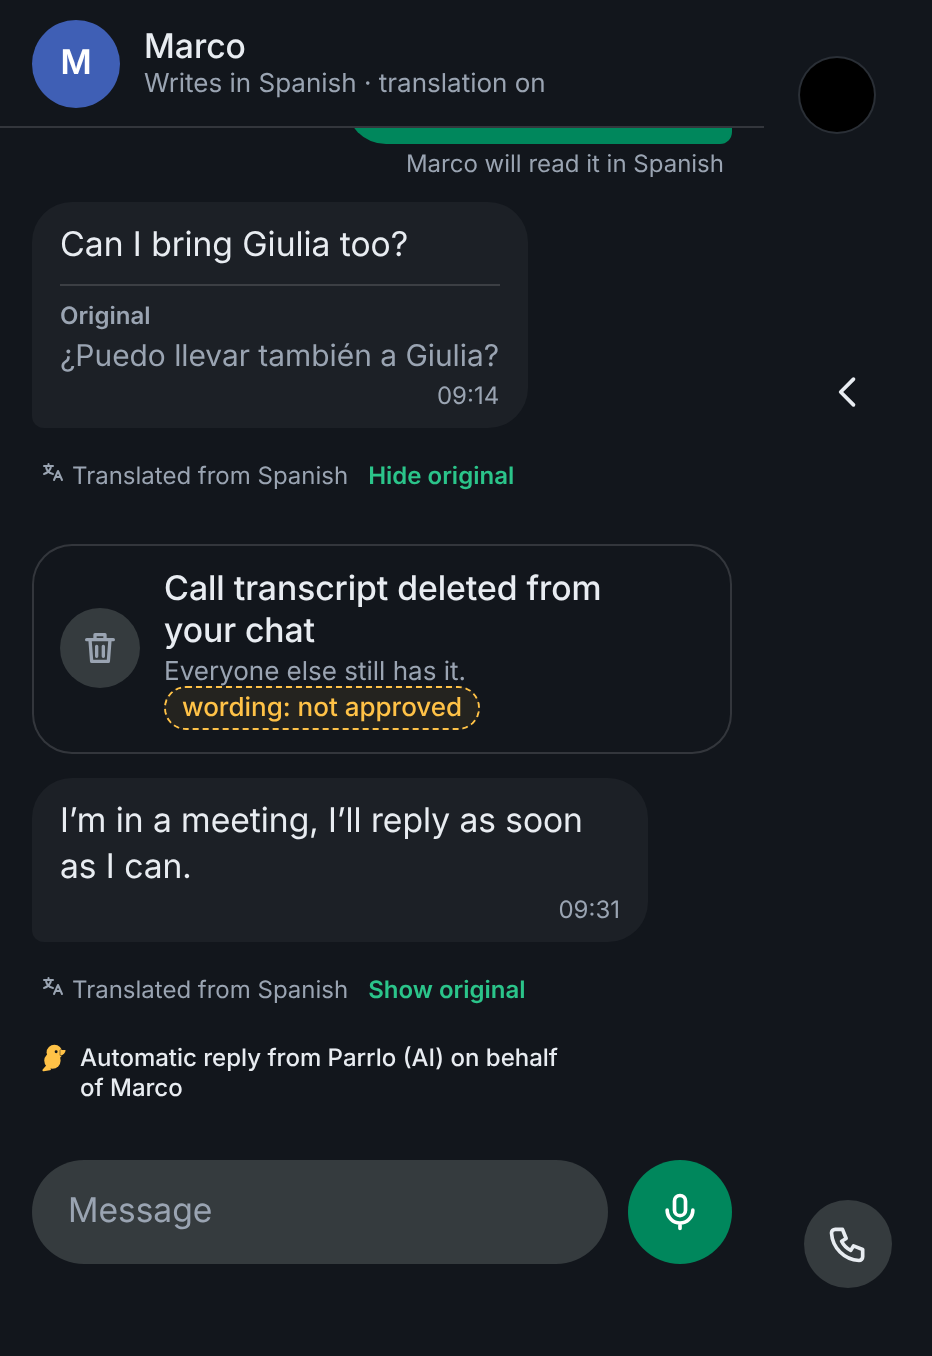 M
Marco
Writes in Spanish · translation on
Marco will read it in Spanish
Can I bring Giulia too?
Original
¿Puedo llevar también a Giulia?
09:14
Translated from Spanish Hide original
Call transcript deleted from
your chat
Everyone else still has it.
wording: not approved
I’m in a meeting, I’ll reply as soon
as I can.
09:31
Translated from Spanish Show original
Automatic reply from Parrlo (AI) on behalf
of Marco
Message